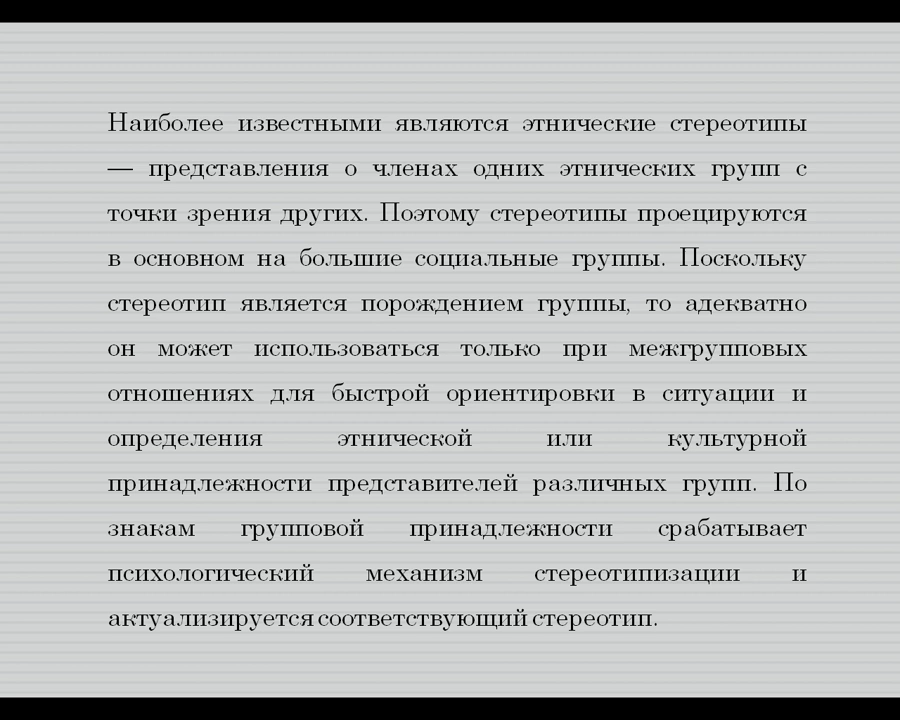 Наиболее известными являются этнические стереотипы
— представления о членах одних этнических групп с
точки зрения других. Поэтому стереотипы проецируются
в основном на большие социальные группы. Поскольку
стереотип является порождением группы, то адекватно
он может использоваться только при межгрупповых
отношениях для быстрой ориентировки в ситуации и
определения этнической или культурной
принадлежности представителей различных групп. По
знакам групповой принадлежности срабатывает
психологический механизм стереотипизации и
актуализируется соответствующий стереотип.